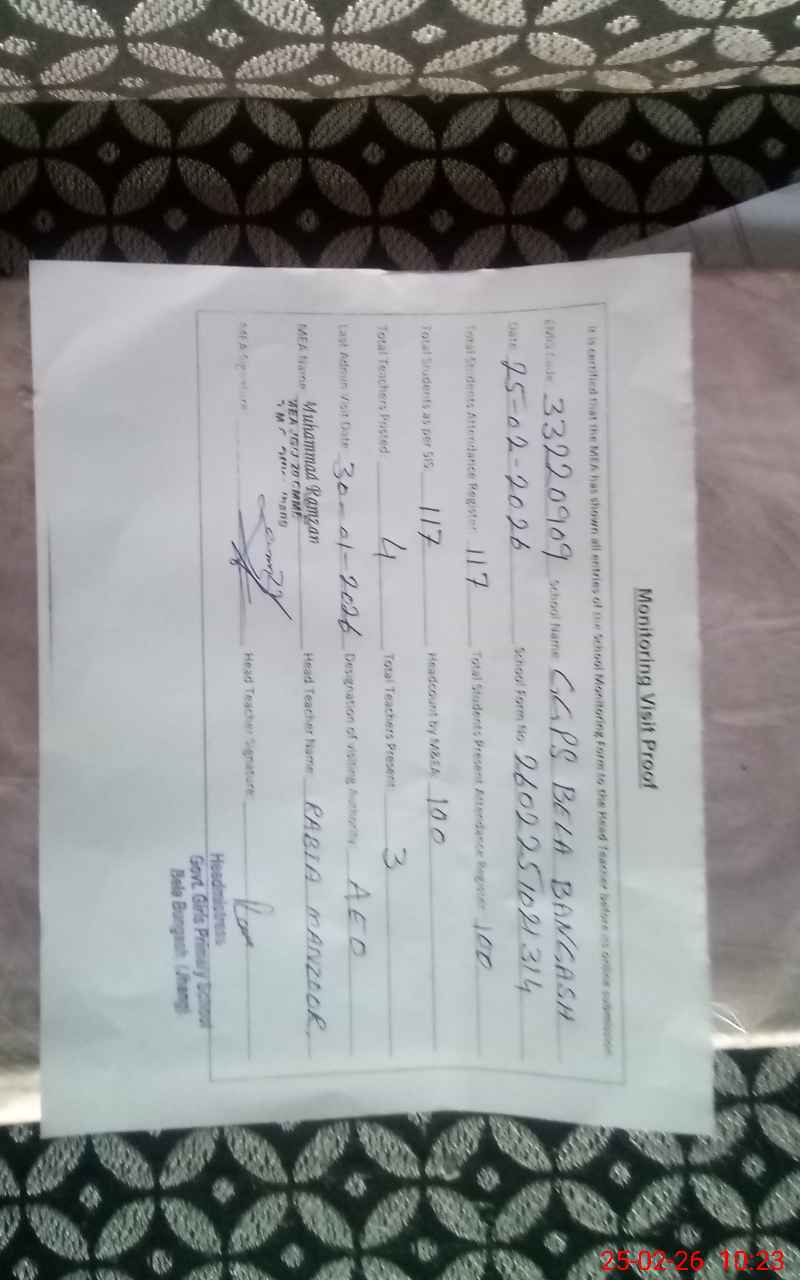 Monitoring Visit Proof
It is certified that the MEA has shown all entries of the School Monitoring Form to the Head Teacher before its online submission
EMIS Code: 33220909 School Name: GGPS BELA BANGASH
Date: 25-02-2026 School Form No: 2602251021314
Total Students Attendance Register: 117 Total Students Present Attendance Register: 100
Total Students as per SIS: 117 Headcount by M&EA: 100
Total Teachers Posted: 4 Total Teachers Present: 3
Last Admin Visit Date: 30-01-2026 Designation of visiting Authority: AEO
MEA Name: Muhammad Ramzan Head Teacher Name: RABIA MANZOOR
MEA Signature: Head Teacher Signature:
Headmistress
Govt. Girls Primary School
Bela Bungash (Jhang)
25-02-26 10:23